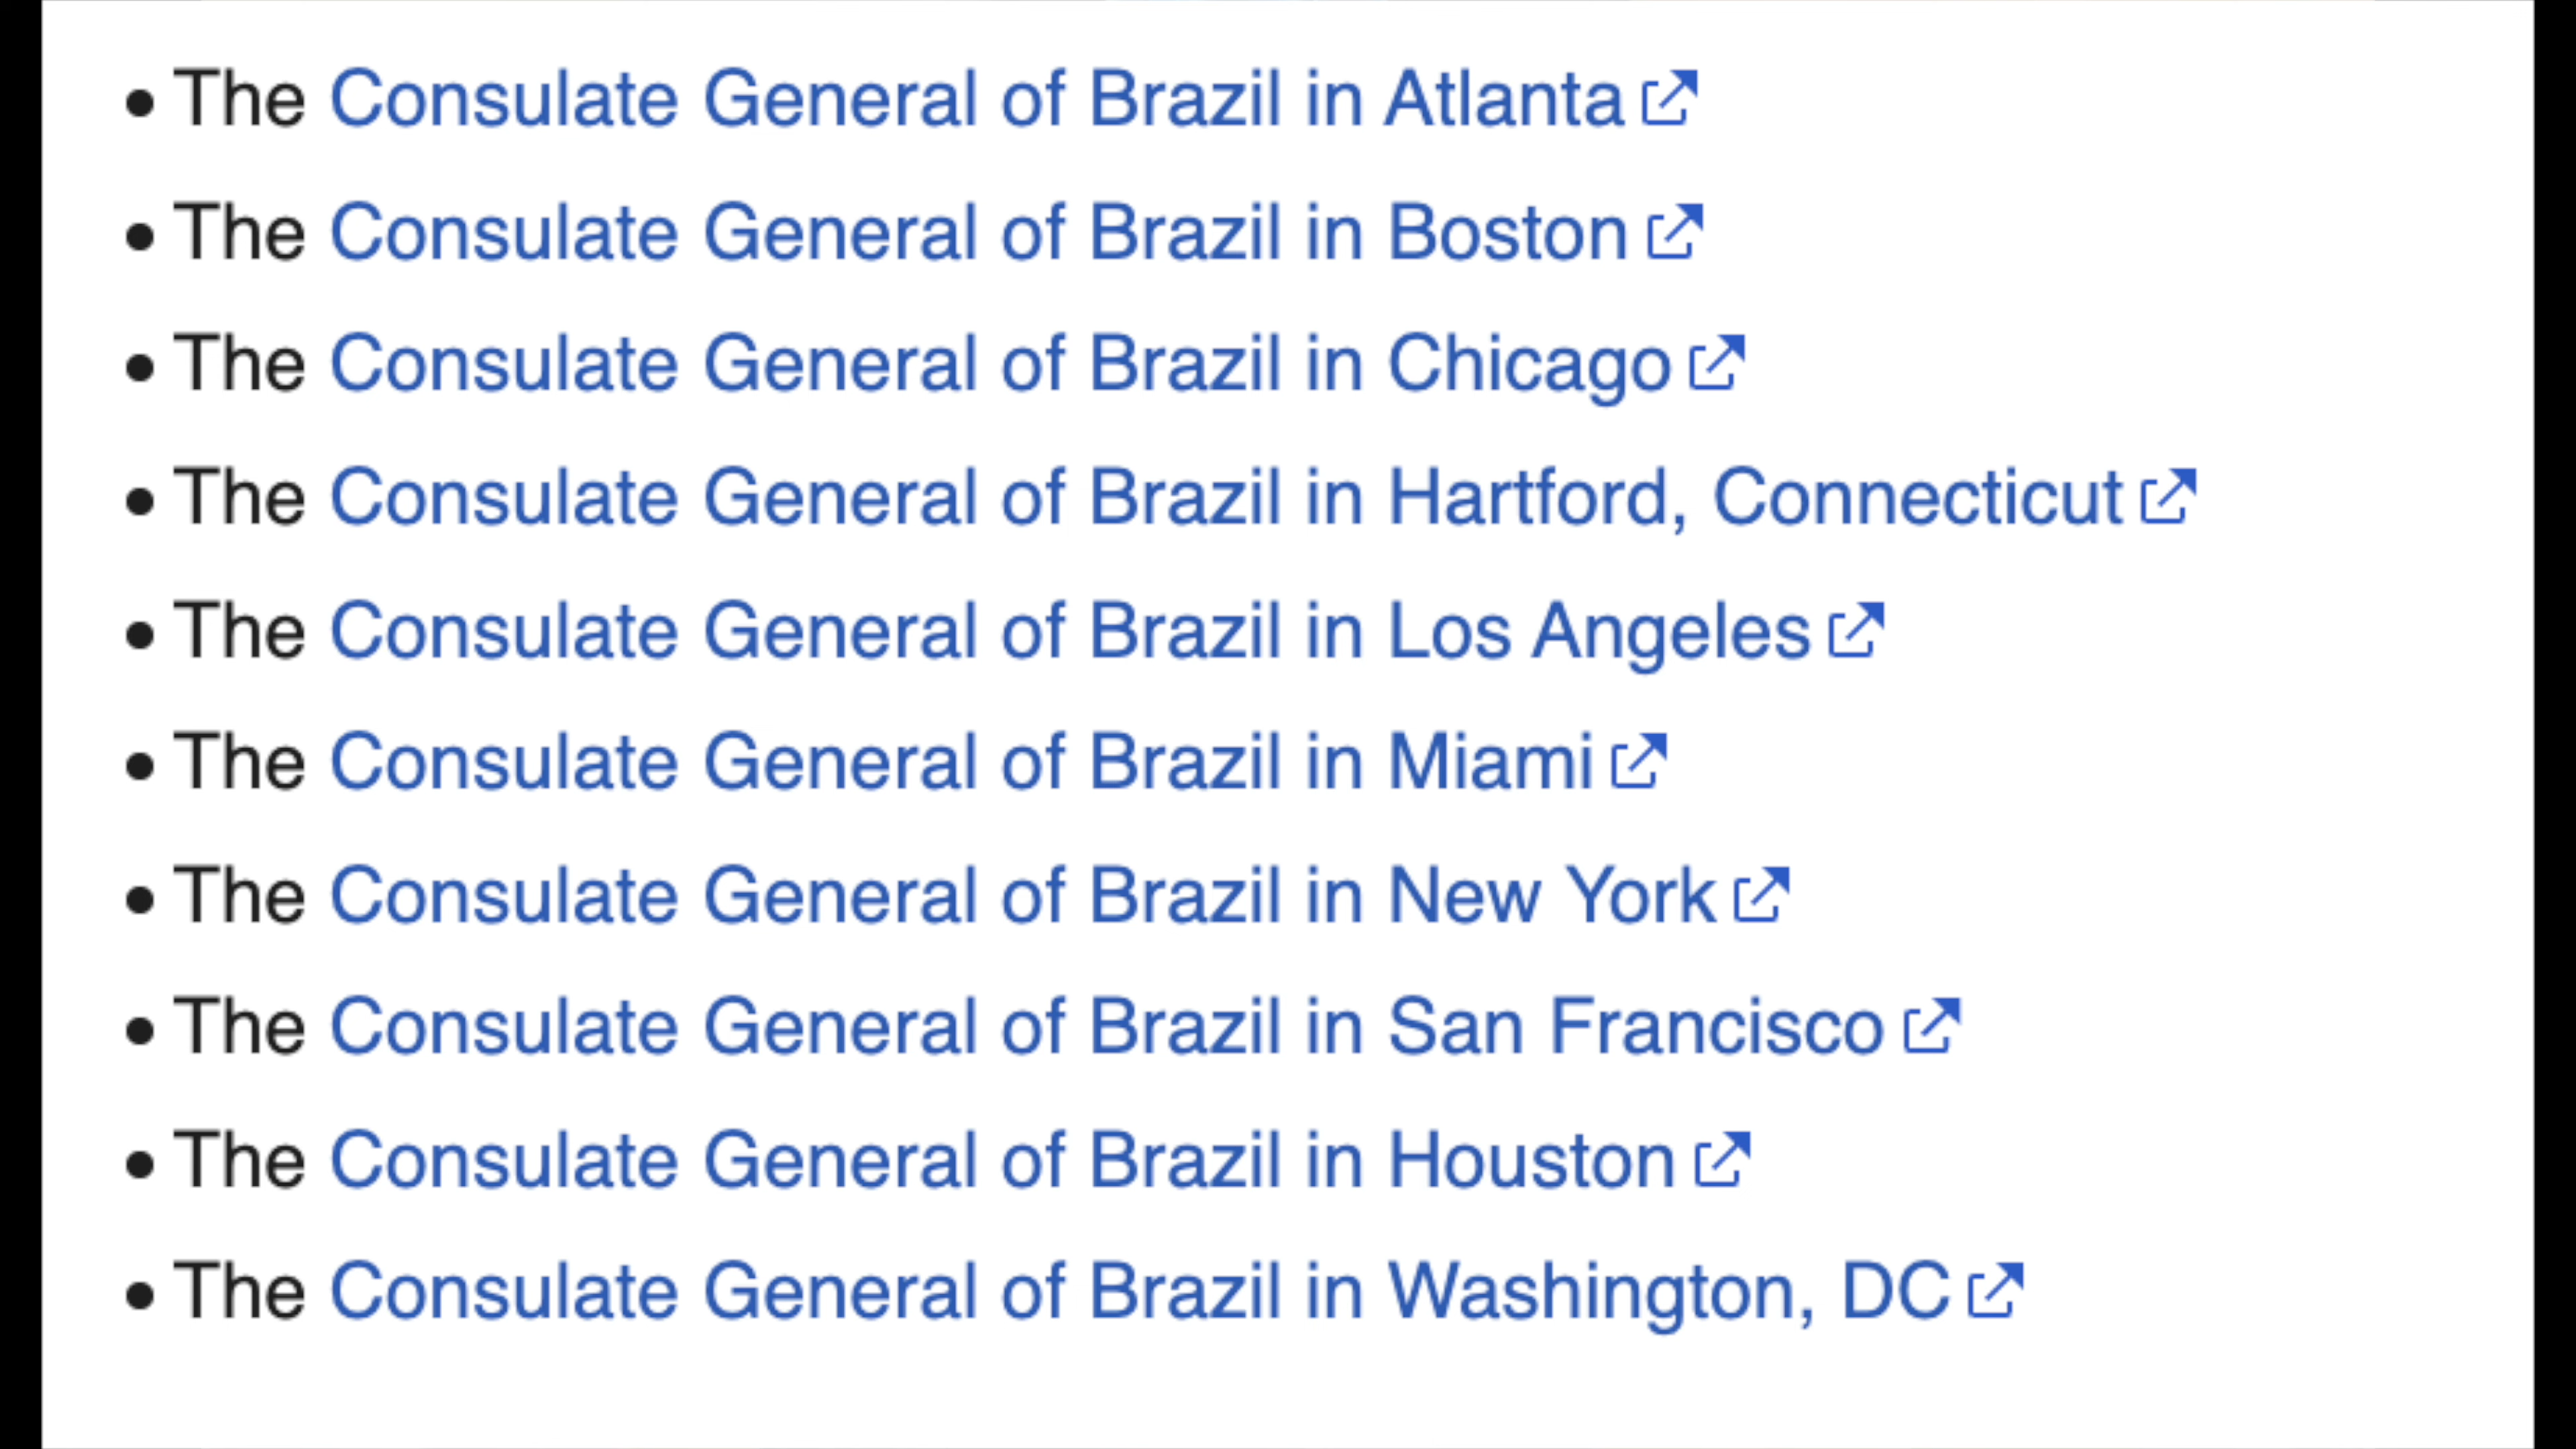 • The Consulate General of Brazil in Atlanta
• The Consulate General of Brazil in Boston
• The Consulate General of Brazil in Chicago
• The Consulate General of Brazil in Hartford, Connecticut
• The Consulate General of Brazil in Los Angeles
• The Consulate General of Brazil in Miami
• The Consulate General of Brazil in New York
• The Consulate General of Brazil in San Francisco
• The Consulate General of Brazil in Houston
• The Consulate General of Brazil in Washington, DC